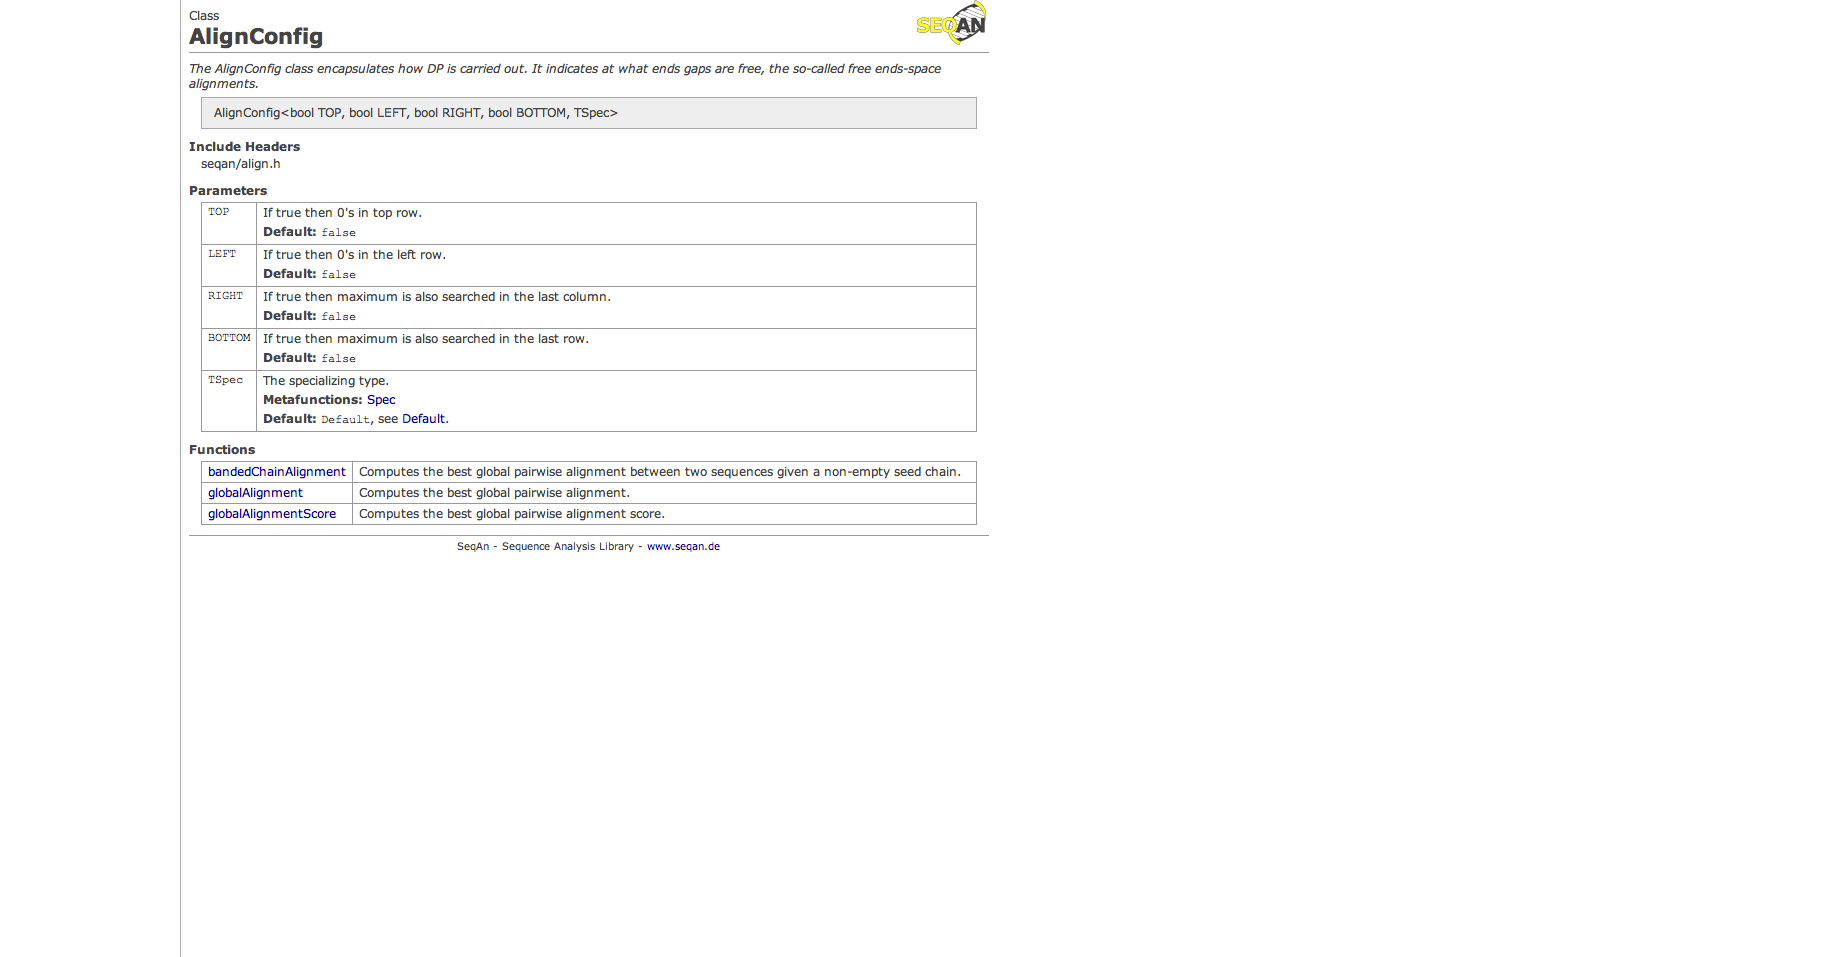 Class
AlignConfig
SEQAN
The AlignConfig class encapsulates how DP is carried out. It indicates at what ends gaps are free, the so-called free ends-space
alignments.
AlignConfig<bool TOP, bool LEFT, bool RIGHT, bool BOTTOM, TSpec>
Include Headers
seqan/align.h
Parameters
TOP If true then 0's in top row.
Default: false
LEFT If true then 0's in the left row.
Default: false
RIGHT If true then maximum is also searched in the last column.
Default: false
BOTTOM If true then maximum is also searched in the last row.
Default: false
TSpec The specializing type.
Metafunctions: Spec
Default: Default, see Default.
Functions
bandedChainAlignment Computes the best global pairwise alignment between two sequences given a non-empty seed chain.
globalAlignment Computes the best global pairwise alignment.
globalAlignmentScore Computes the best global pairwise alignment score.
SeqAn - Sequence Analysis Library - www.seqan.de